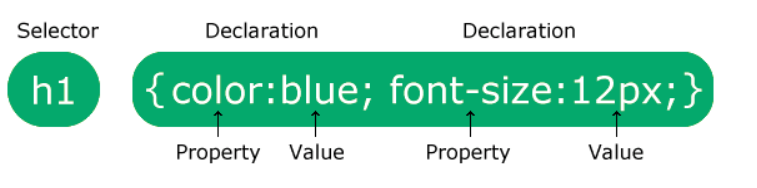 Selector Declaration Declaration
h1 {color:blue; font-size:12px;}
Property Value Property Value